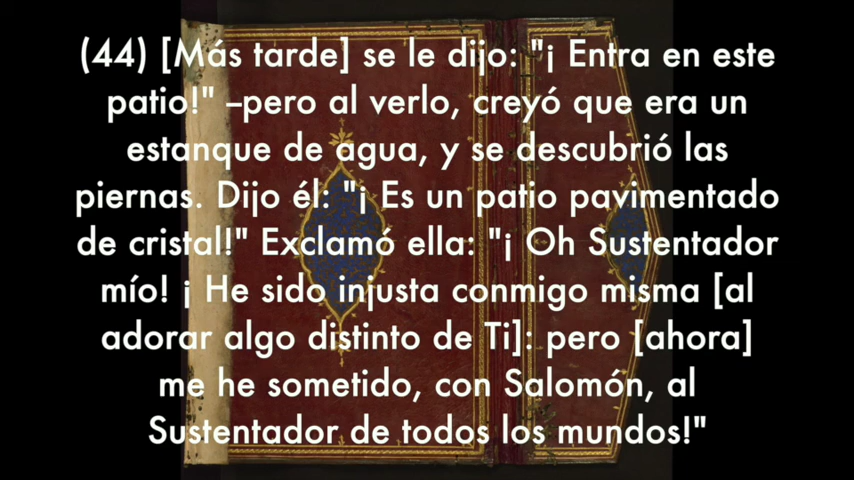 (44) [Más tarde] se le dijo: "¡ Entra en este
patio!" –pero al verlo, creyó que era un
estanque de agua, y se descubrió las
piernas. Dijo él: "¡ Es un patio pavimentado
de cristal!" Exclamó ella: "¡ Oh Sustentador
mío! ¡ He sido injusta conmigo misma [al
adorar algo distinto de Ti]: pero [ahora]
me he sometido, con Salomón, al
Sustentador de todos los mundos!"